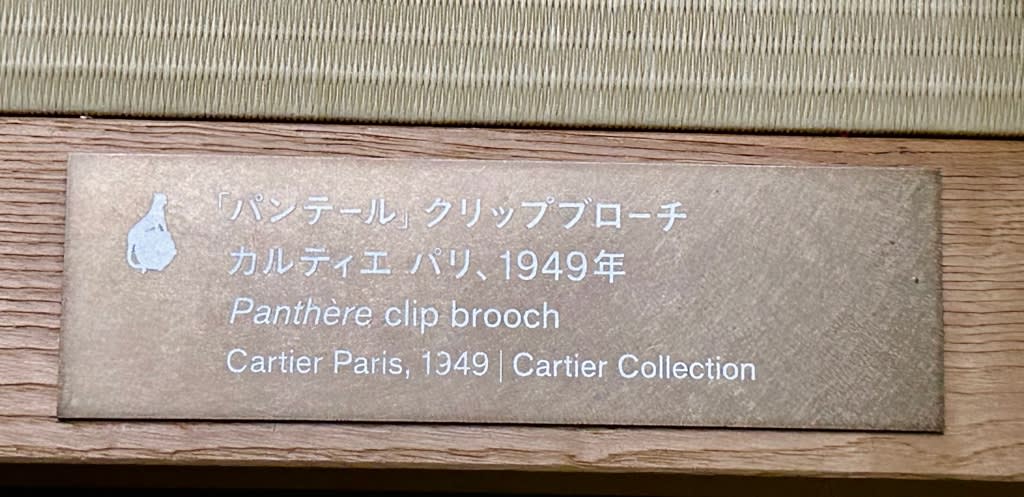 「パンテール」クリップブローチ
カルティエ パリ、1949年
Panthère clip brooch
Cartier Paris, 1949 | Cartier Collection